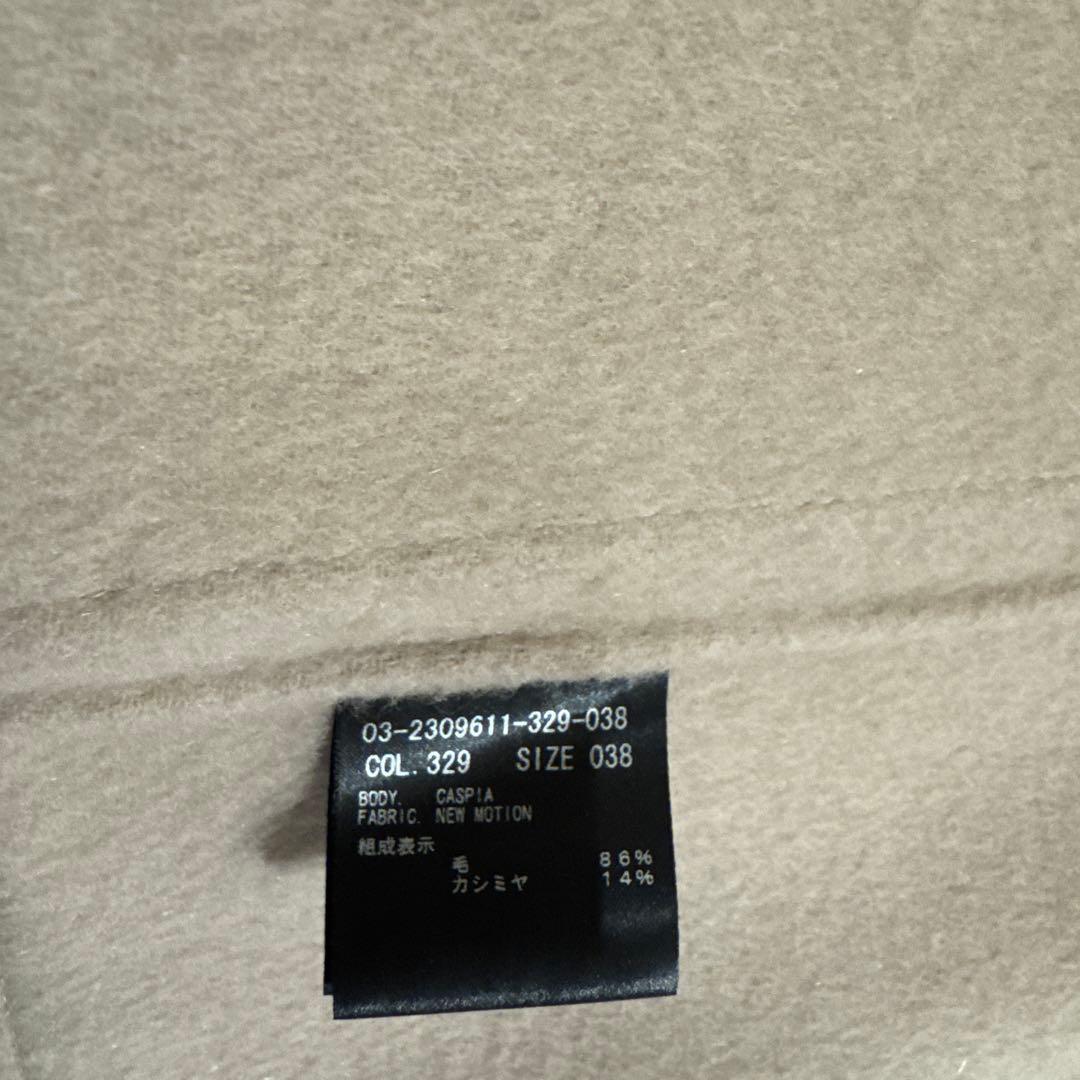 03-2309611-329-038
COL. 329 SIZE 038
BODY. CASPIA
FABRIC. NEW MOTION
組成表示
毛 86%
カシミヤ 14%